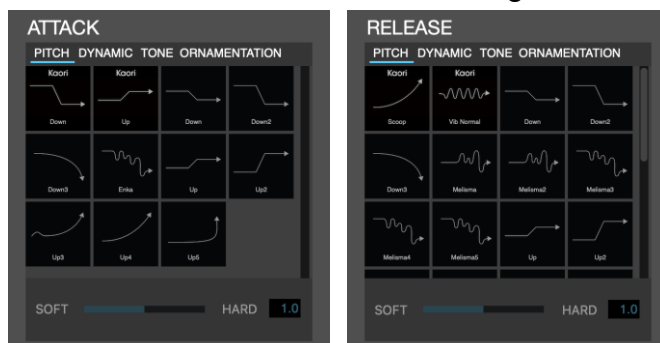 ATTACK
PITCH DYNAMIC TONE ORNAMENTATION
Kaori Kaori
Down Up Down Down2
Down3 Enka Up Up2
Up3 Up4 Up5
SOFT HARD 1.0
RELEASE
PITCH DYNAMIC TONE ORNAMENTATION
Kaori Kaori
Scoop Vib Normal Down Down2
Down3 Melisma Melisma2 Melisma3
Melisma4 Melisma5 Up Up2
SOFT HARD 1.0